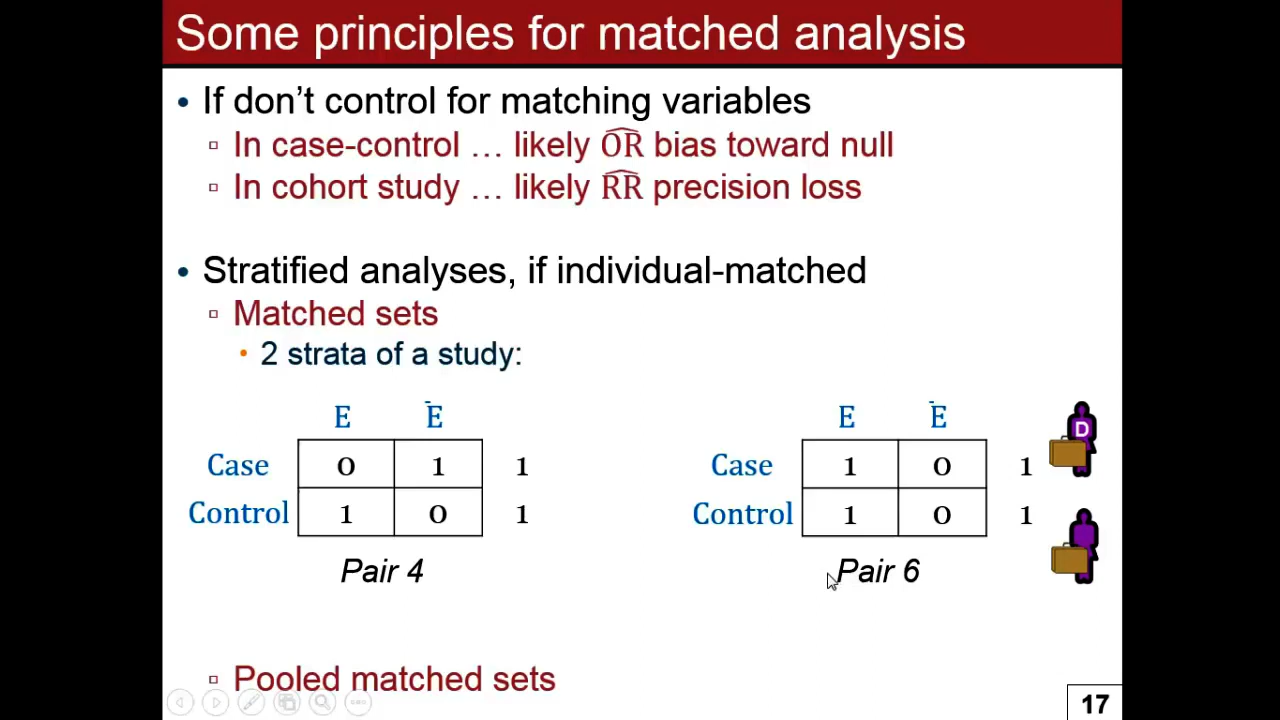 Some principles for matched analysis
• If don't control for matching variables
▫ In case-control … likely O͡R bias toward null
▫ In cohort study … likely R͡R precision loss
• Stratified analyses, if individual-matched
▫ Matched sets
• 2 strata of a study:
E Ē E Ē
Case 0 1 1 Case 1 0 1 D
Control 1 0 1 Control 1 0 1
Pair 4 Pair 6
▫ Pooled matched sets
17